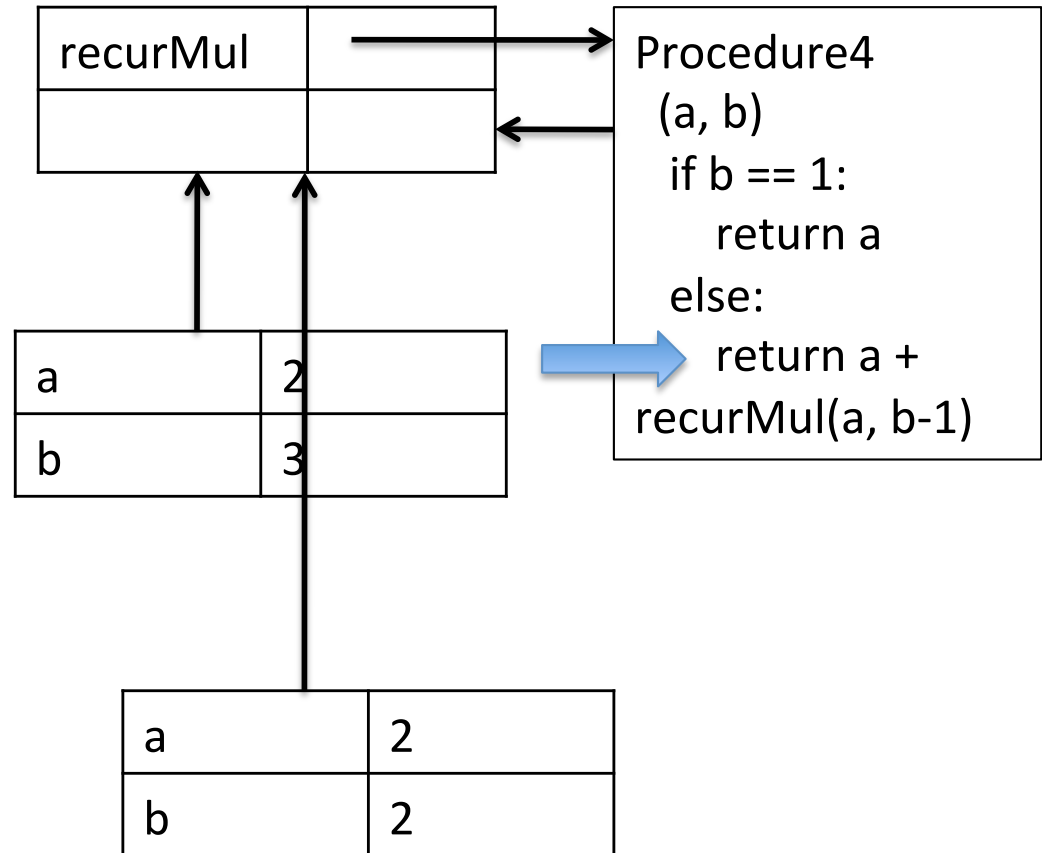 recurMul
Procedure4
(a, b)
if b == 1:
return a
else:
return a +
recurMul(a, b-1)
a 2
b 3
a 2
b 2